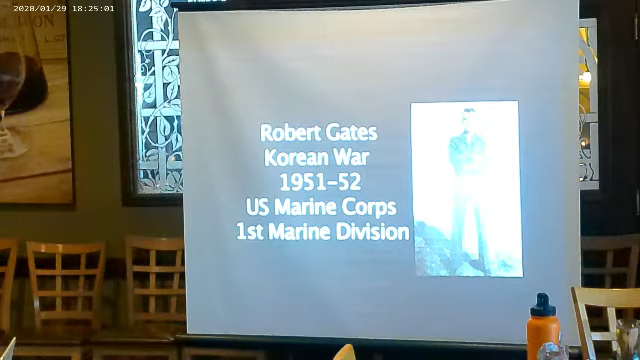 2020/01/29 18:25:01
Robert Gates
Korean War
1951-52
US Marine Corps
1st Marine Division